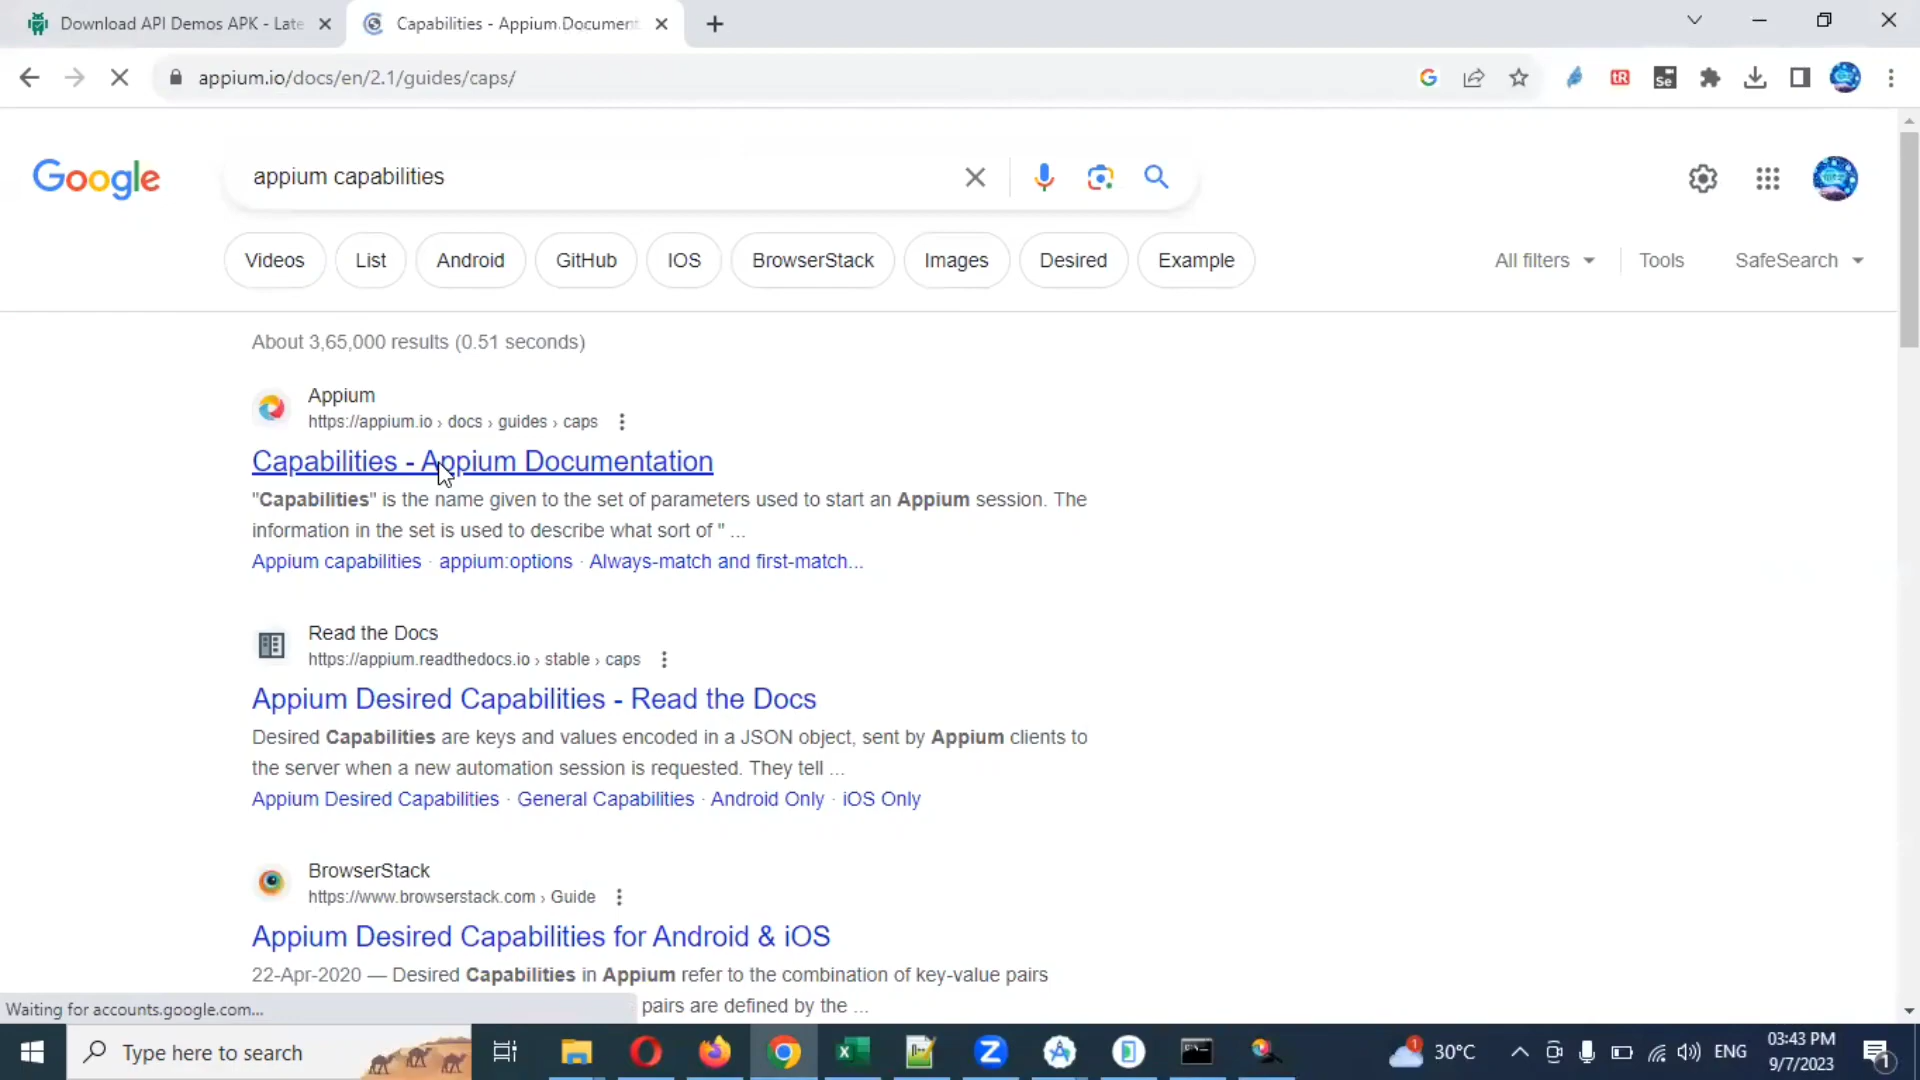 Download API Demos APK - Late
Capabilities - Appium Document
appium.io/docs/en/2.1/guides/caps/
tR
Se
Google
appium capabilities
Videos
List
Android
GitHub
IOS
BrowserStack
Images
Desired
Example
All filters
Tools
SafeSearch
About 3,65,000 results (0.51 seconds)
Appium
https://appium.io › docs › guides › caps
Capabilities - Appium Documentation
"Capabilities" is the name given to the set of parameters used to start an Appium session. The
information in the set is used to describe what sort of " ...
Appium capabilities · appium:options · Always-match and first-match...
Read the Docs
https://appium.readthedocs.io › stable › caps
Appium Desired Capabilities - Read the Docs
Desired Capabilities are keys and values encoded in a JSON object, sent by Appium clients to
the server when a new automation session is requested. They tell ...
Appium Desired Capabilities · General Capabilities · Android Only · iOS Only
BrowserStack
https://www.browserstack.com › Guide
Appium Desired Capabilities for Android & iOS
22-Apr-2020 — Desired Capabilities in Appium refer to the combination of key-value pairs
pairs are defined by the ...
Waiting for accounts.google.com...
Type here to search
1
30°C
ENG
03:43 PM
9/7/2023
1